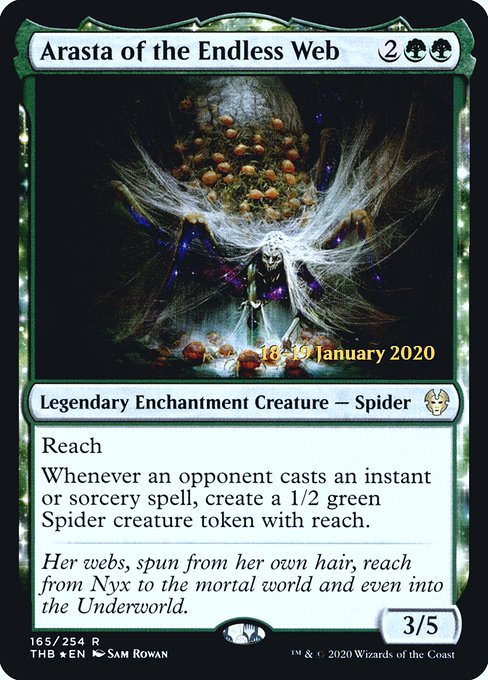 Arasta of the Endless Web 2
18–19 January 2020
Legendary Enchantment Creature — Spider
Reach
Whenever an opponent casts an instant
or sorcery spell, create a 1/2 green
Spider creature token with reach.
Her webs, spun from her own hair, reach
from Nyx to the mortal world and even into
the Underworld.
3/5
165/254 R
THB ★ EN Sam Rowan
™ & © 2020 Wizards of the Coast